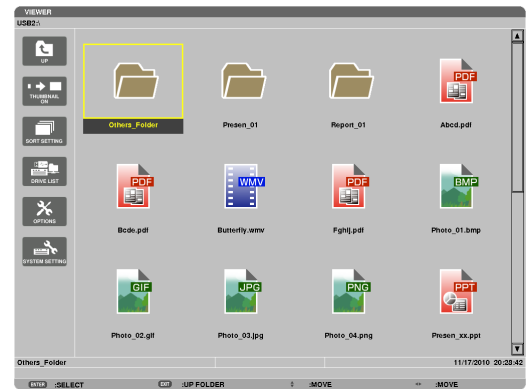 VIEWER
USB2:\
UP
THUMBNAIL
ON
SORT SETTING
DRIVE LIST
OPTIONS
SYSTEM SETTING
Others_Folder
Presen_01
Report_01
PDF
Abcd.pdf
PDF
Bcde.pdf
WMV
Butterfly.wmv
PDF
Fghij.pdf
BMP
Photo_01.bmp
GIF
Photo_02.gif
JPG
Photo_03.jpg
PNG
Photo_04.png
PPT
Presen_xx.ppt
Others_Folder
11/17/2010 20:28:42
ENTER :SELECT EXIT :UP FOLDER :MOVE :MOVE